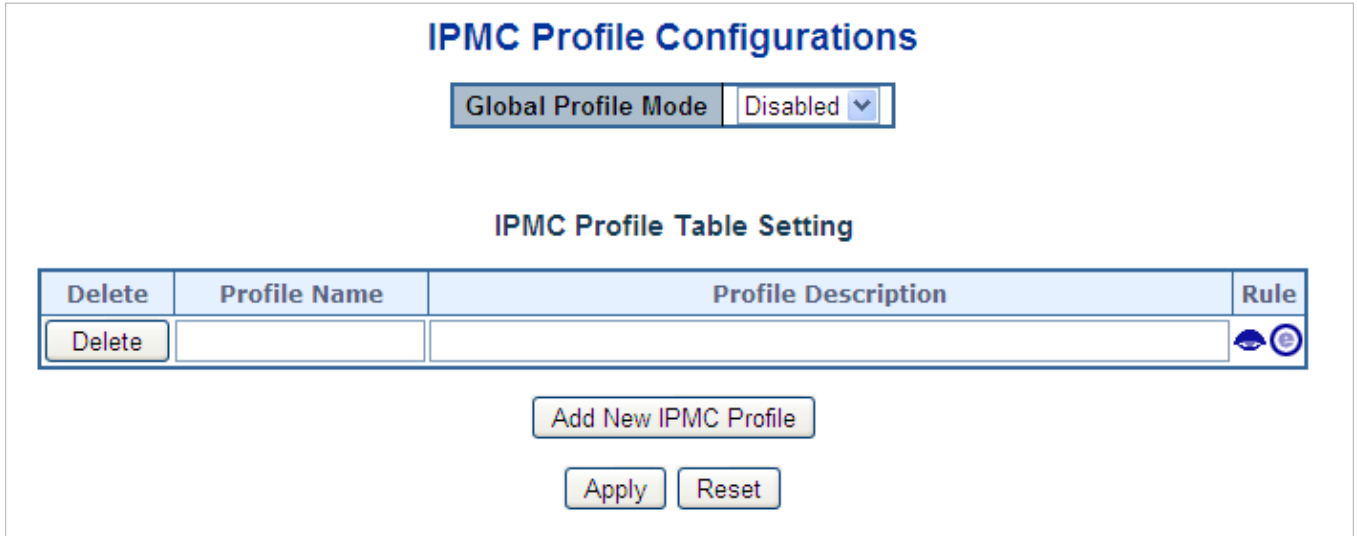 IPMC Profile Configurations
Global Profile Mode Disabled
IPMC Profile Table Setting
Delete Profile Name Profile Description Rule
Delete e
Add New IPMC Profile
Apply Reset